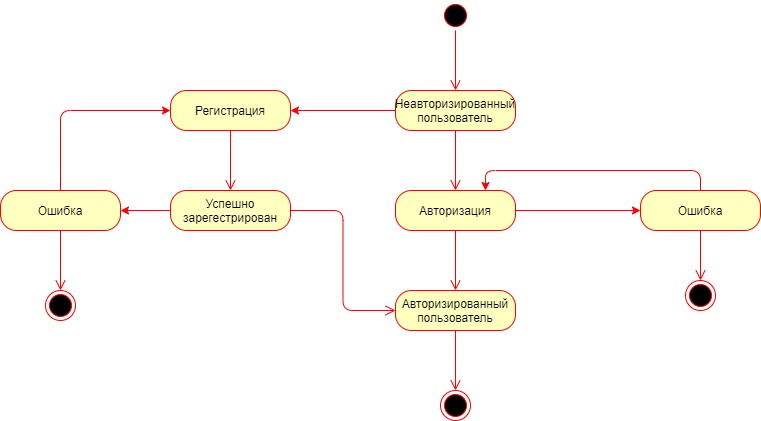 Регистрация
Неавторизированный
пользователь
Ошибка
Успешно
зарегестрирован
Авторизация
Ошибка
Авторизированный
пользователь